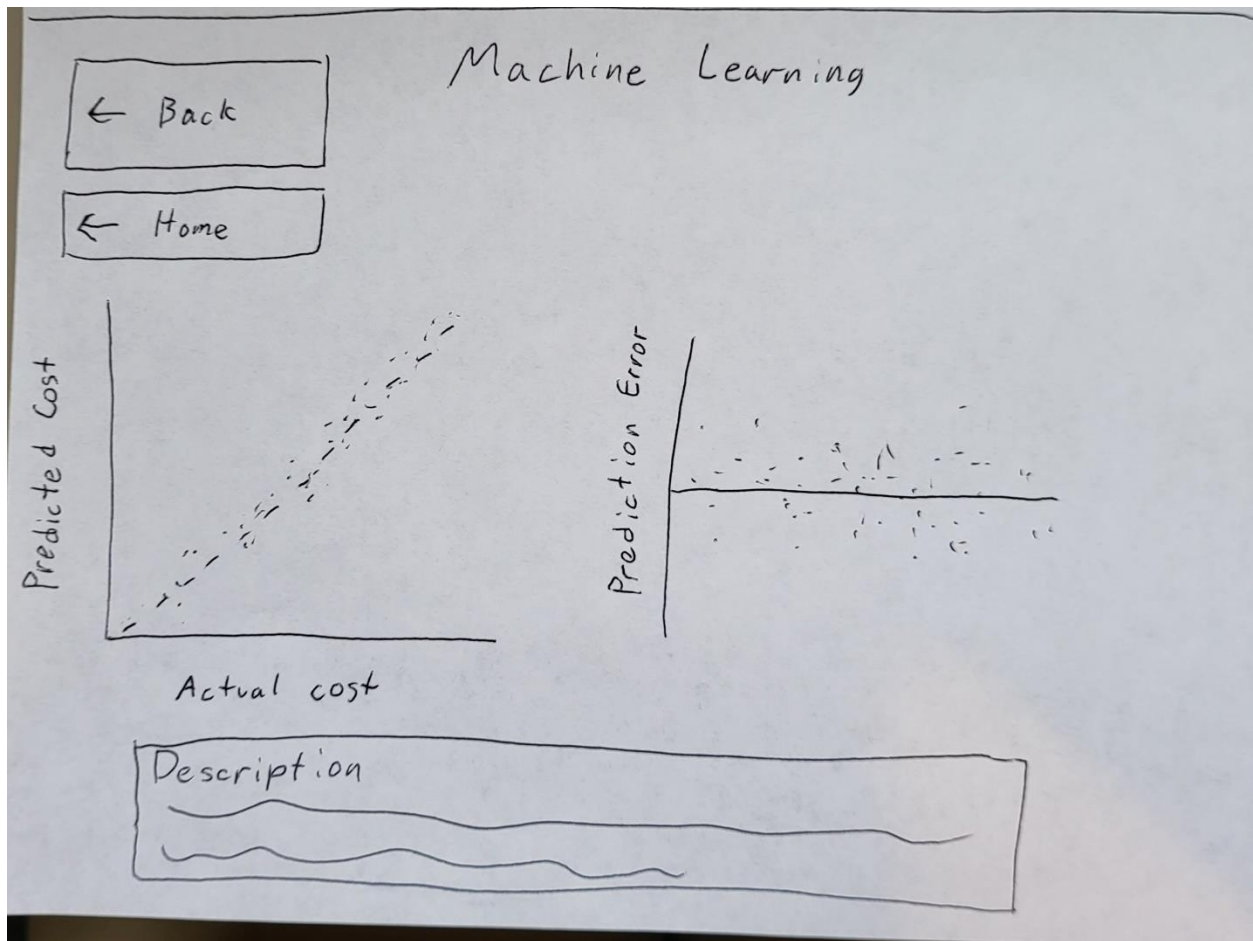 Machine Learning
← Back
← Home
Predicted Cost
Actual cost
Prediction Error
Description